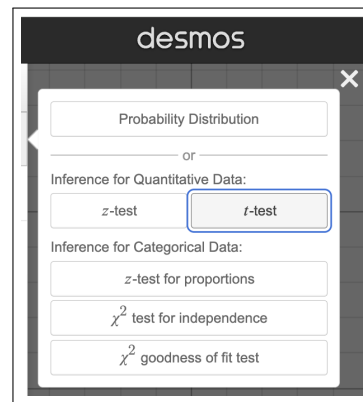 desmos
Probability Distribution
or
Inference for Quantitative Data:
z-test t-test
Inference for Categorical Data:
z-test for proportions
χ² test for independence
χ² goodness of fit test